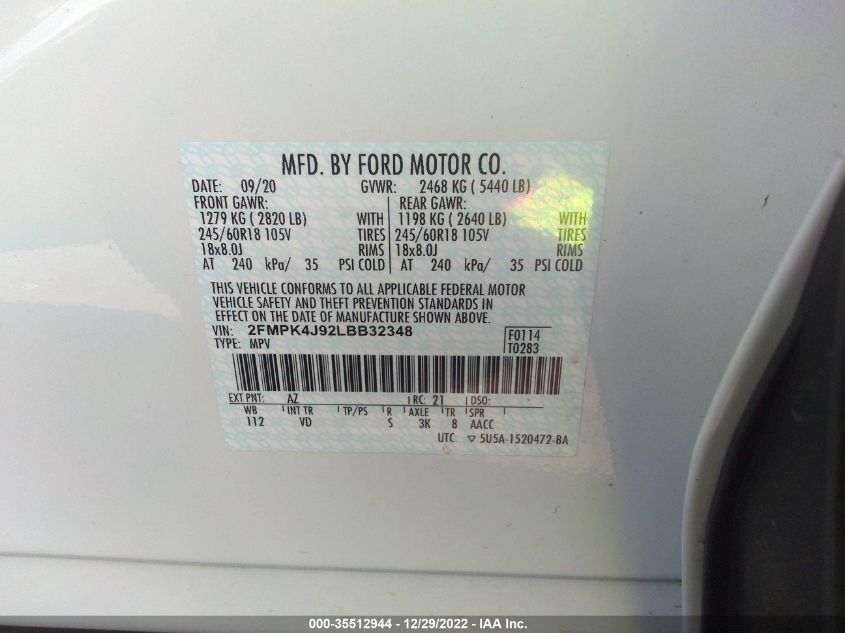 MFD. BY FORD MOTOR CO.
DATE: 09/20 GVWR: 2468 KG ( 5440 LB)
FRONT GAWR: REAR GAWR:
1279 KG ( 2820 LB) WITH 1198 KG ( 2640 LB) WITH
245/60R18 105V TIRES 245/60R18 105V TIRES
18x8.0J RIMS 18x8.0J RIMS
AT 240 kPa/ 35 PSI COLD AT 240 kPa/ 35 PSI COLD
THIS VEHICLE CONFORMS TO ALL APPLICABLE FEDERAL MOTOR
VEHICLE SAFETY AND THEFT PREVENTION STANDARDS IN
EFFECT ON THE DATE OF MANUFACTURE SHOWN ABOVE.
VIN: 2FMPK4J92LBB32348 F0114
TYPE: MPV T0283
EXT PNT: AZ RC: 21 DSO:
WB INT TR TP/PS R AXLE TR SPR
112 VD S 3K 8 AACC
UTC ▽ 5U5A-1520472-BA
000-35512944 - 12/29/2022 - IAA Inc.